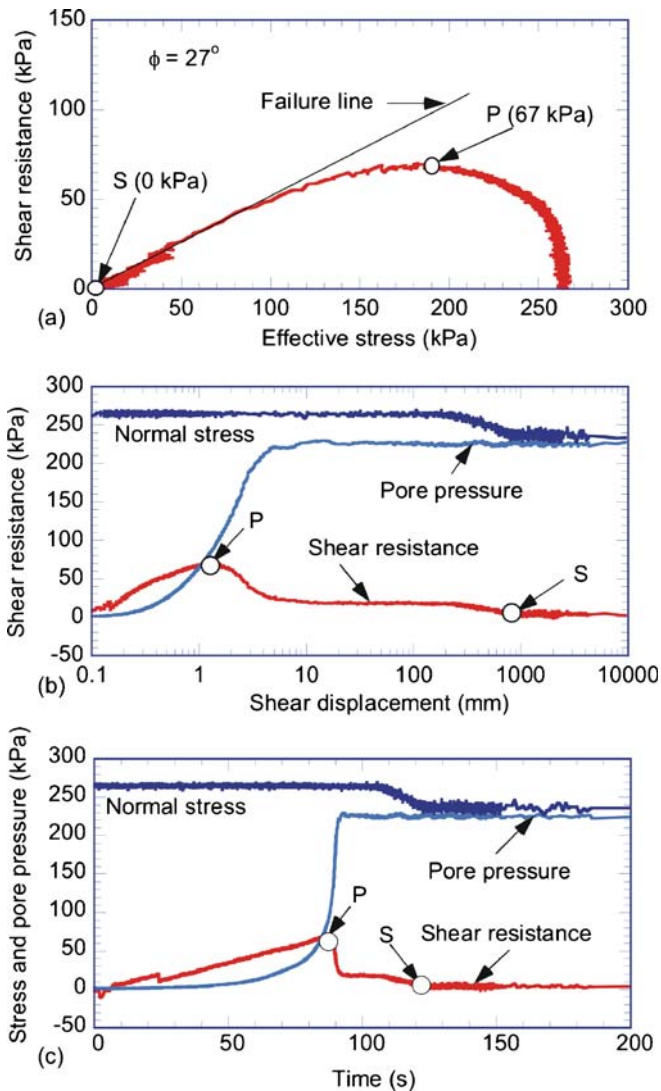 150
100
50
0
Shear resistance (kPa)
ϕ = 27°
Failure line
P (67 kPa)
S (0 kPa)
0 50 100 150 200 250 300
(a)
Effective stress (kPa)
300
250
200
150
100
50
0
-50
Shear resistance (kPa)
Normal stress
Pore pressure
P
Shear resistance
S
0.1 1 10 100 1000 10000
(b)
Shear displacement (mm)
300
250
200
150
100
50
0
-50
Stress and pore pressure (kPa)
Normal stress
Pore pressure
P
S
Shear resistance
0 50 100 150 200
(c)
Time (s)